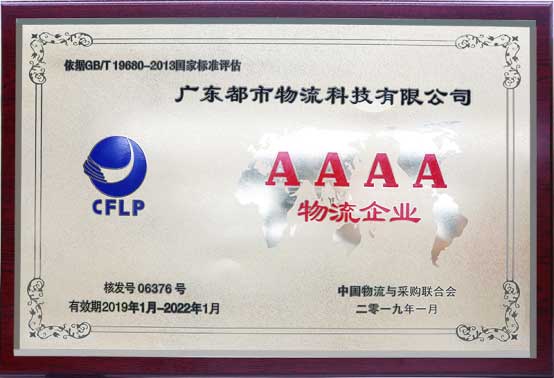 依据GB/T 19680-2013国家标准评估
广东都市物流科技有限公司
AAAA
物流企业
CFLP
核发号 06376 号
有效期2019年1月-2022年1月
中国物流与采购联合会
二零一九年一月